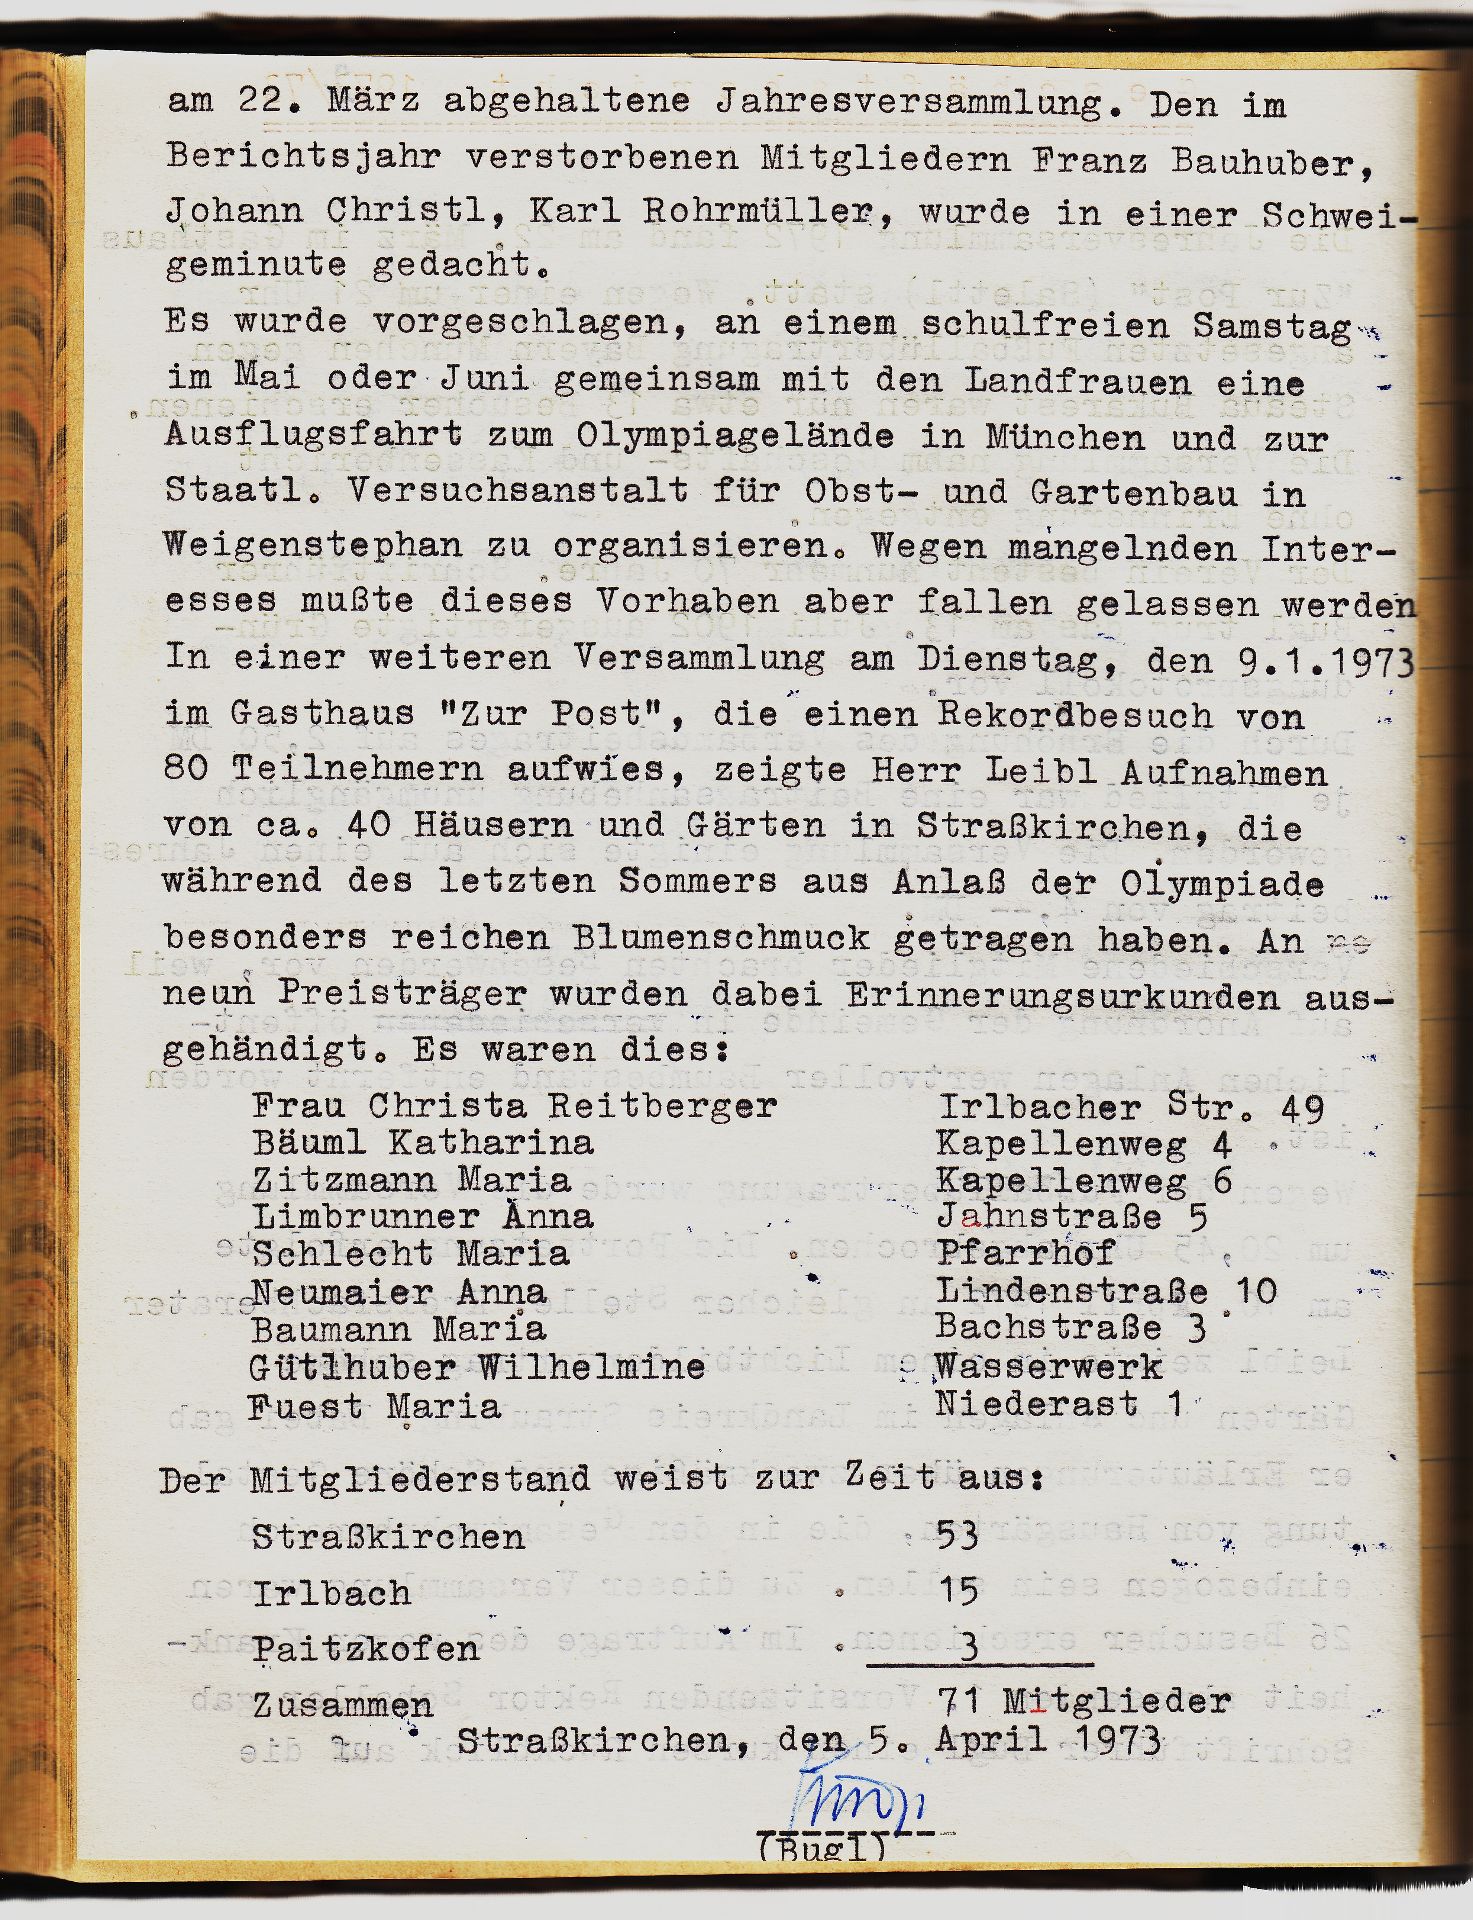 am 22. März abgehaltene Jahresversammlung. Den im
Berichtsjahr verstorbenen Mitgliedern Franz Bauhuber,
Johann Christl, Karl Rohrmüller, wurde in einer Schwei-
geminute gedacht.
Es wurde vorgeschlagen, an einem schulfreien Samstag
im Mai oder Juni gemeinsam mit den Landfrauen eine
Ausflugsfahrt zum Olympiagelände in München und zur
Staatl. Versuchsanstalt für Obst- und Gartenbau in
Weigenstephan zu organisieren. Wegen mangelnden Inter-
esses mußte dieses Vorhaben aber fallen gelassen werden
In einer weiteren Versammlung am Dienstag, den 9.1.1973
im Gasthaus "Zur Post", die einen Rekordbesuch von
80 Teilnehmern aufwies, zeigte Herr Leibl Aufnahmen
von ca. 40 Häusern und Gärten in Straßkirchen, die
während des letzten Sommers aus Anlaß der Olympiade
besonders reichen Blumenschmuck getragen haben. An ne
neun Preisträger wurden dabei Erinnerungsurkunden aus-
gehändigt. Es waren dies:
Frau Christa Reitberger Irlbacher Str. 49
Bäuml Katharina Kapellenweg 4
Zitzmann Maria Kapellenweg 6
Limbrunner Anna Jahnstraße 5
Schlecht Maria Pfarrhof
Neumaier Anna Lindenstraße 10
Baumann Maria Bachstraße 3
Gütlhuber Wilhelmine Wasserwerk
Fuest Maria Niederast 1
Der Mitgliederstand weist zur Zeit aus:
Straßkirchen 53
Irlbach 15
Paitzkofen 3
Zusammen 71 Mitglieder
Straßkirchen, den 5. April 1973
(Bugl)